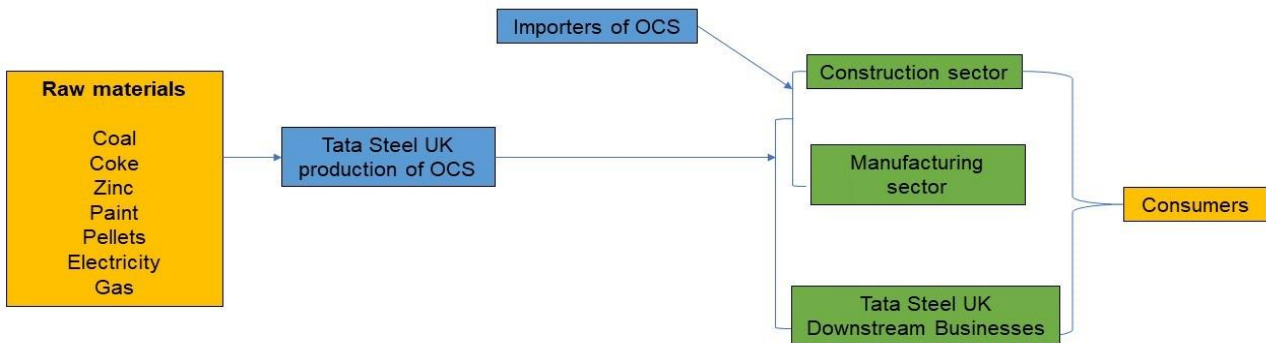 Importers of OCS
Raw materials
Coal
Coke
Zinc
Paint
Pellets
Electricity
Gas
Tata Steel UK
production of OCS
Construction sector
Manufacturing
sector
Tata Steel UK
Downstream Businesses
Consumers